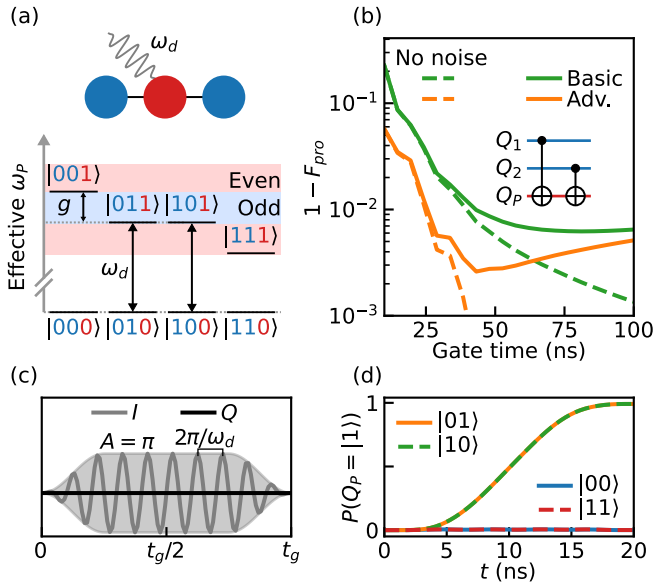 (a)
ω_d
Effective ω_P
|001⟩
Even
g
|011⟩ |101⟩ Odd
|111⟩
ω_d
|000⟩ |010⟩ |100⟩ |110⟩
(b)
No noise
Basic
Adv.
Q_1
Q_2
Q_P
1 − F_pro
10⁻¹
10⁻²
10⁻³
25 50 75 100
Gate time (ns)
(c)
I Q
A = π 2π/ω_d
0 t_g/2 t_g
(d)
P(Q_P = |1⟩)
1
0
|01⟩
|10⟩
|00⟩
|11⟩
0 5 10 15 20
t (ns)